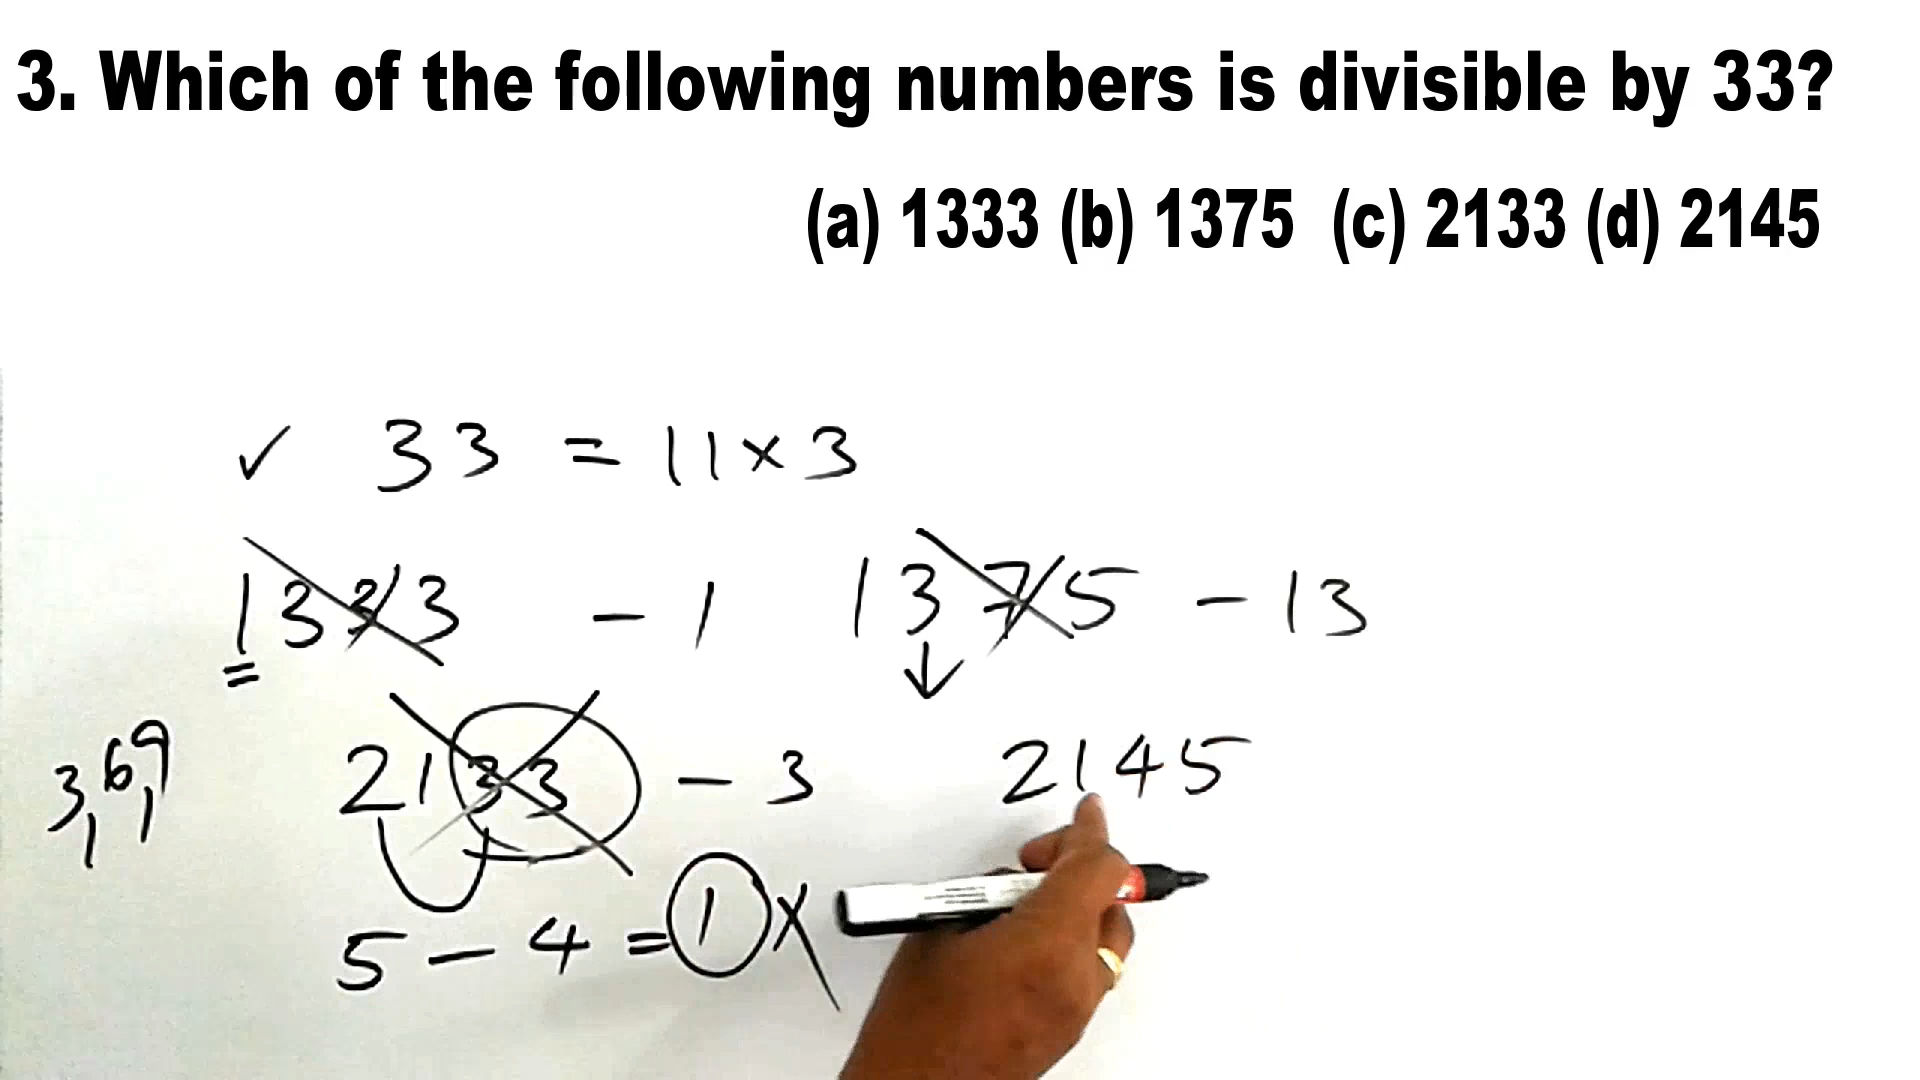 3. Which of the following numbers is divisible by 33?
(a) 1333 (b) 1375 (c) 2133 (d) 2145
✓ 33 = 11 × 3
1333 - 1 1375 - 13
3, 6, 9 2133 - 3 2145
5 - 4 = 1 ×